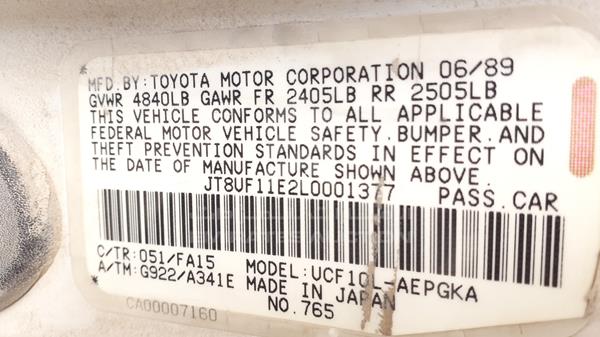 MFD.BY:TOYOTA MOTOR CORPORATION 06/89
GVWR 4840LB GAWR FR 2405LB RR 2505LB
THIS VEHICLE CONFORMS TO ALL APPLICABLE
FEDERAL MOTOR VEHICLE SAFETY.BUMPER.AND
THEFT PREVENTION STANDARDS IN EFFECT ON
THE DATE OF MANUFACTURE SHOWN ABOVE.
JT8UF11E2L0001377 PASS.CAR
C/TR:051/FA15 MODEL:UCF10L-AEPGKA
A/TM:G922/A341E MADE IN JAPAN
NO.765
CA00007160